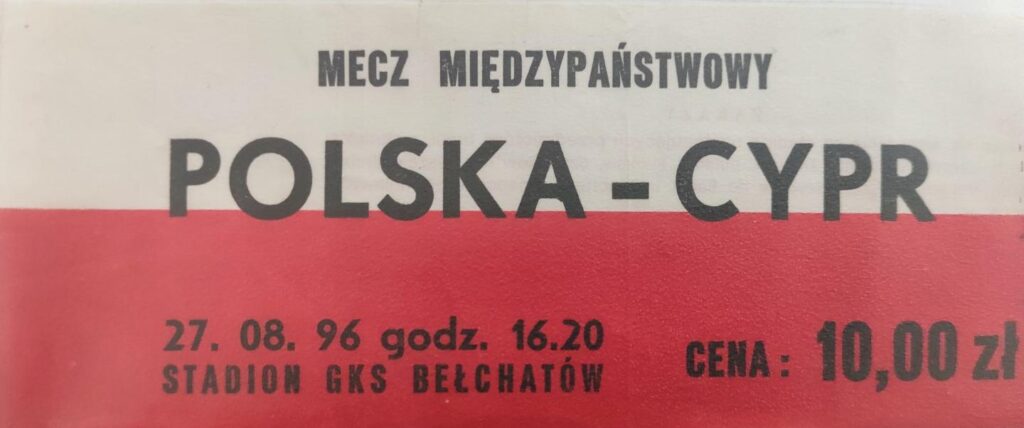 MECZ MIĘDZYPAŃSTWOWY
POLSKA - CYPR
27. 08. 96 godz. 16.20
STADION GKS BEŁCHATÓW
CENA: 10,00 zł